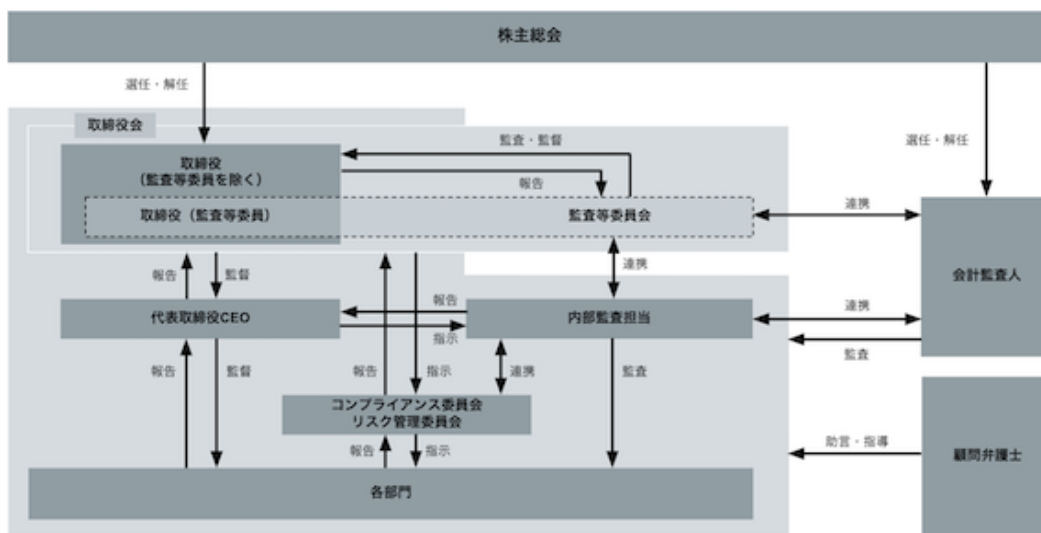 株主総会
選任・解任
選任・解任
取締役会
監査・監督
取締役
（監査等委員を除く）
報告
取締役（監査等委員）
監査等委員会
連携
報告
監督
連携
会計監査人
代表取締役CEO
報告
指示
内部監査担当
連携
監査
報告
監督
報告
指示
連携
監査
コンプライアンス委員会
リスク管理委員会
報告
指示
助言・指導
顧問弁護士
各部門